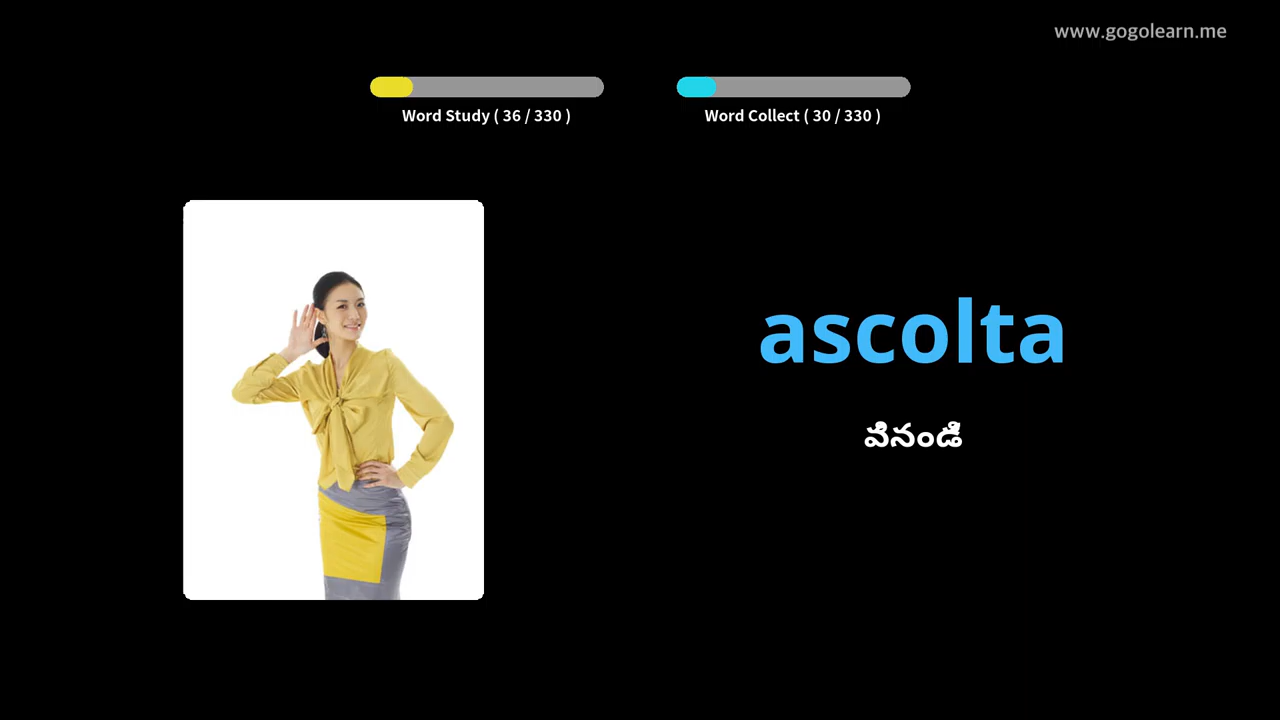 www.gogolearn.me
Word Study ( 36 / 330 )
Word Collect ( 30 / 330 )
ascolta
వినండి